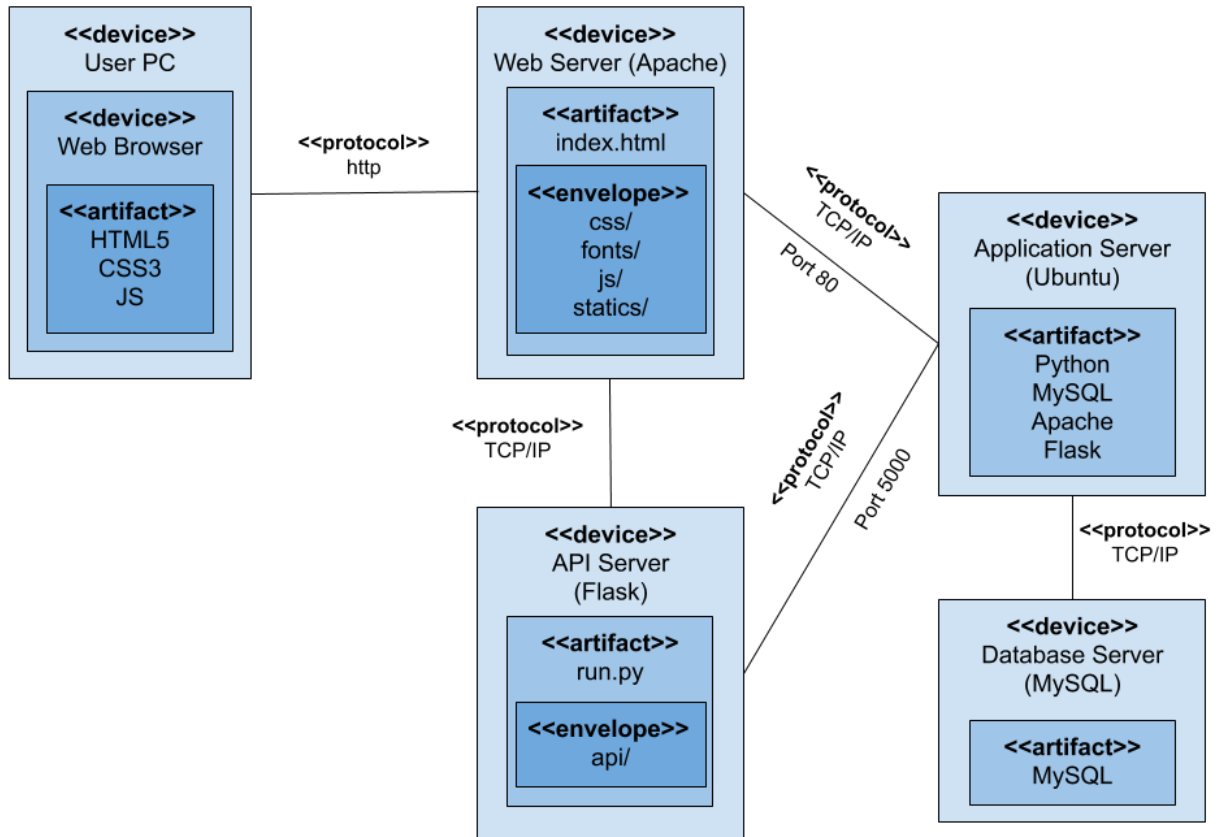 <<device>>
User PC
<<device>>
Web Browser
<<artifact>>
HTML5
CSS3
JS
<<protocol>>
http
<<device>>
Web Server (Apache)
<<artifact>>
index.html
<<envelope>>
css/
fonts/
js/
statics/
<<protocol>>
TCP/IP
Port 80
<<device>>
Application Server
(Ubuntu)
<<artifact>>
Python
MySQL
Apache
Flask
<<protocol>>
TCP/IP
<<protocol>>
TCP/IP
Port 5000
<<device>>
API Server
(Flask)
<<artifact>>
run.py
<<envelope>>
api/
<<protocol>>
TCP/IP
<<device>>
Database Server
(MySQL)
<<artifact>>
MySQL